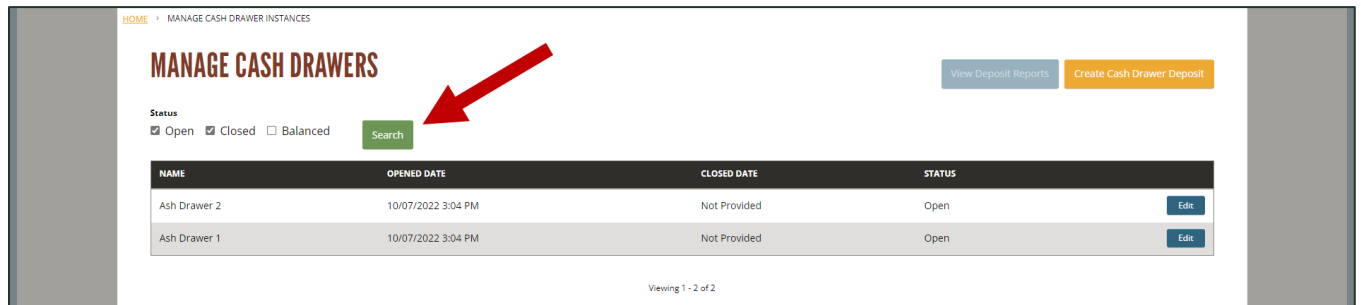 HOME › MANAGE CASH DRAWER INSTANCES
MANAGE CASH DRAWERS
View Deposit Reports Create Cash Drawer Deposit
Status
Open Closed Balanced Search
NAME OPENED DATE CLOSED DATE STATUS
Ash Drawer 2 10/07/2022 3:04 PM Not Provided Open Edit
Ash Drawer 1 10/07/2022 3:04 PM Not Provided Open Edit
Viewing 1 - 2 of 2